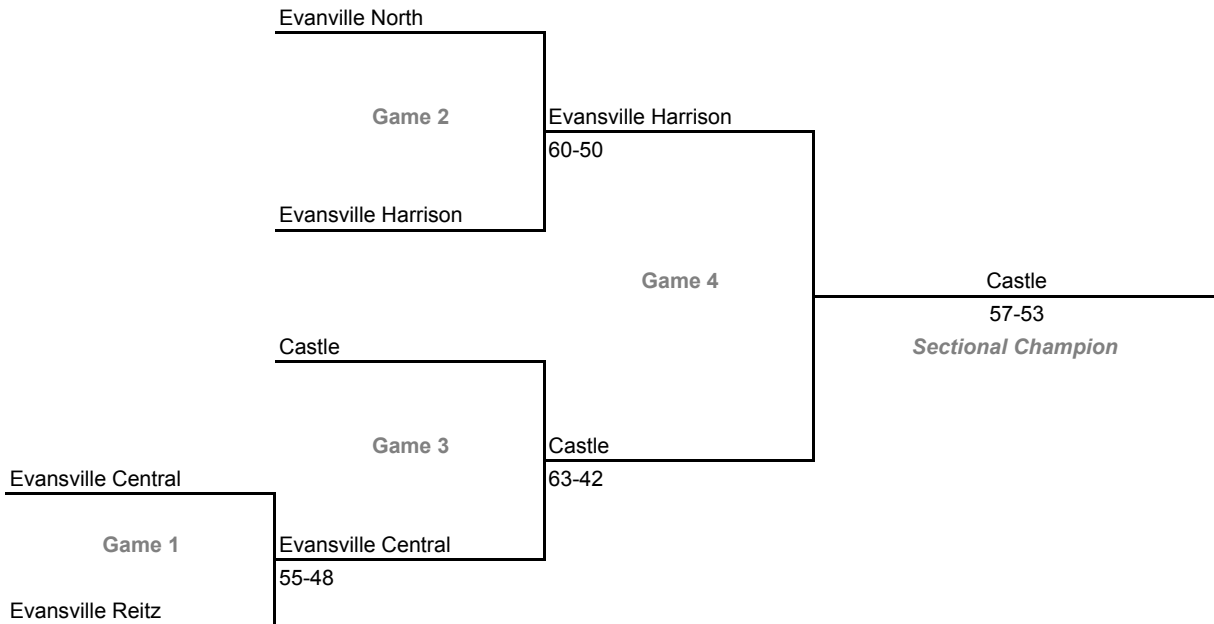 Evanville North
Game 2
Evansville Harrison
60-50
Evansville Harrison
Game 4
Castle
57-53
Sectional Champion
Castle
Game 3
Castle
63-42
Evansville Central
Game 1
Evansville Central
55-48
Evansville Reitz